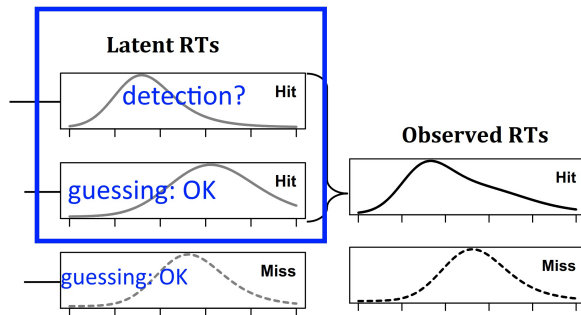 Latent RTs
detection?
Hit
Observed RTs
guessing: OK
Hit
Hit
guessing: OK
Miss
Miss